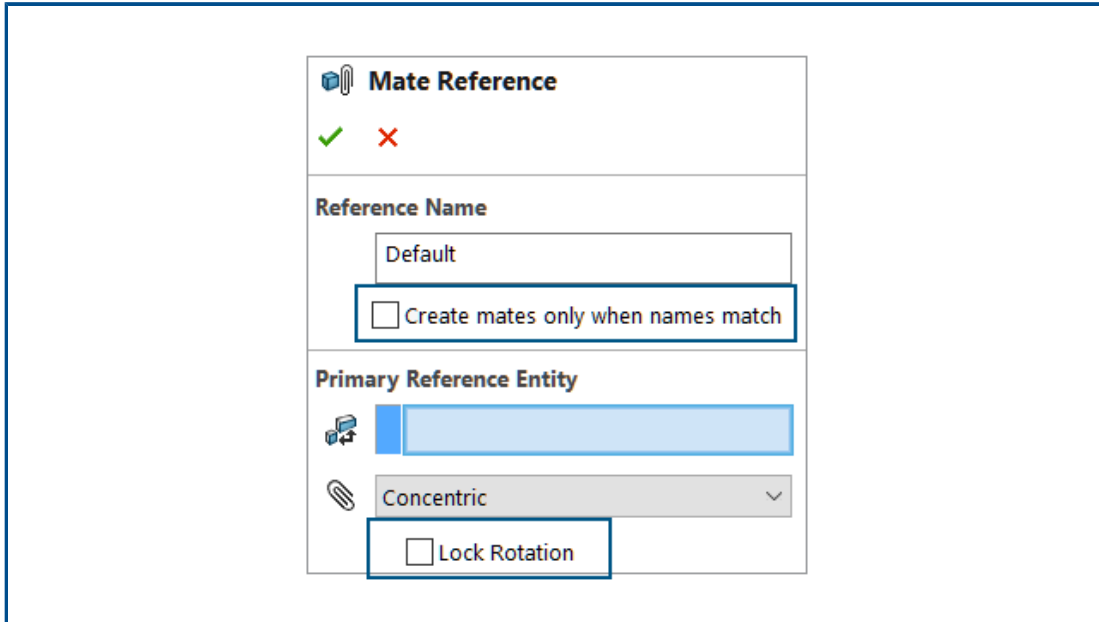 Mate Reference
Reference Name
Default
Create mates only when names match
Primary Reference Entity
Concentric
Lock Rotation